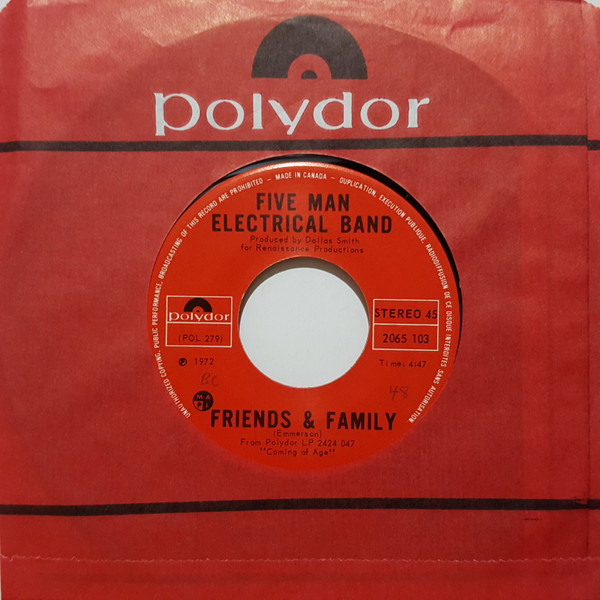 polydor
UNAUTHORIZED COPYING, PUBLIC PERFORMANCE, BROADCASTING OF THIS RECORD ARE PROHIBITED – MADE IN CANADA – DUPLICATION, EXECUTION PUBLIQUE, RADIODIFFUSION DE CE DISQUE INTERDITES SANS AUTORISATION
FIVE MAN
ELECTRICAL BAND
Produced by Dallas Smith
for Renaissance Productions
polydor
(POL 279)
℗ 1972
BC
STEREO 45
2065 103
Time: 4:47
48
MAPL
FRIENDS & FAMILY
(Emmerson)
From Polydor LP 2424 047
"Coming of Age"